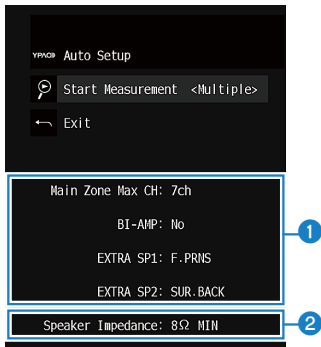 YPAO Auto Setup
Start Measurement <Multiple>
Exit
Main Zone Max CH: 7ch
BI-AMP: No
EXTRA SP1: F.PRNS
EXTRA SP2: SUR.BACK
1
Speaker Impedance: 8Ω MIN
2